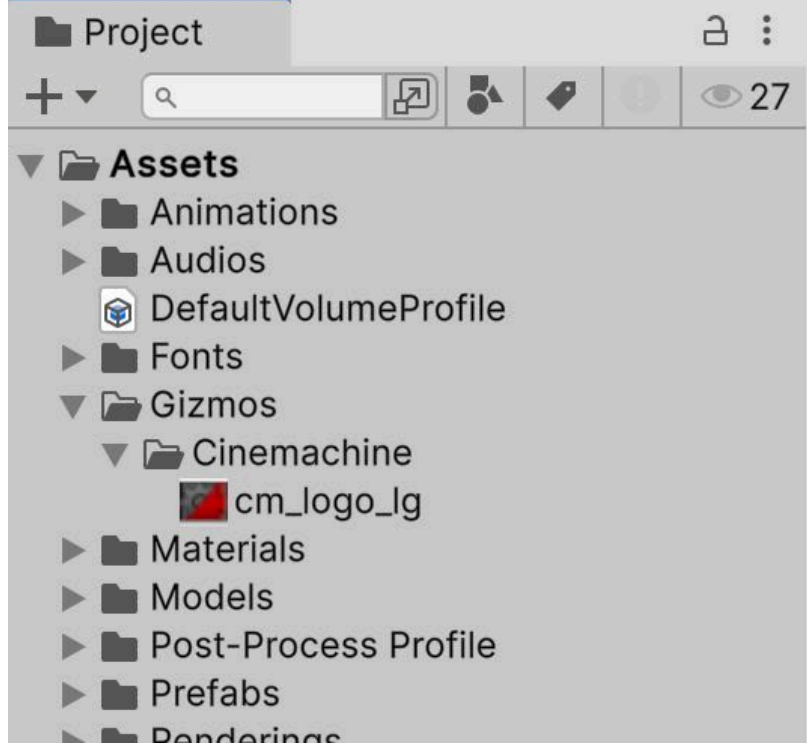 Project
27
Assets
Animations
Audios
DefaultVolumeProfile
Fonts
Gizmos
Cinemachine
cm_logo_lg
Materials
Models
Post-Process Profile
Prefabs
Renderings